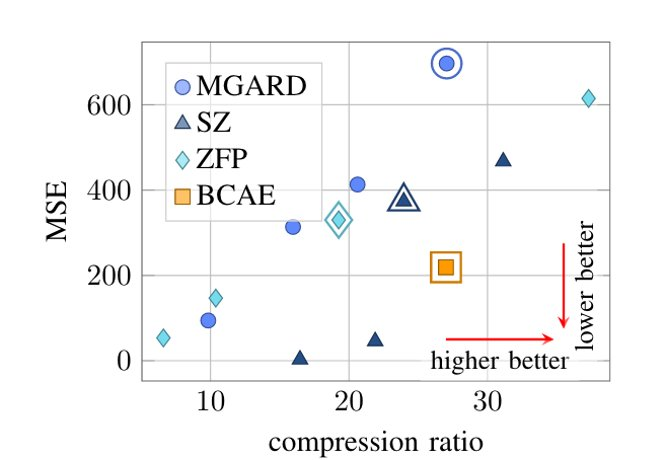 MGARD
SZ
ZFP
BCAE
600
400
200
0
MSE
10
20
30
compression ratio
higher better
lower better